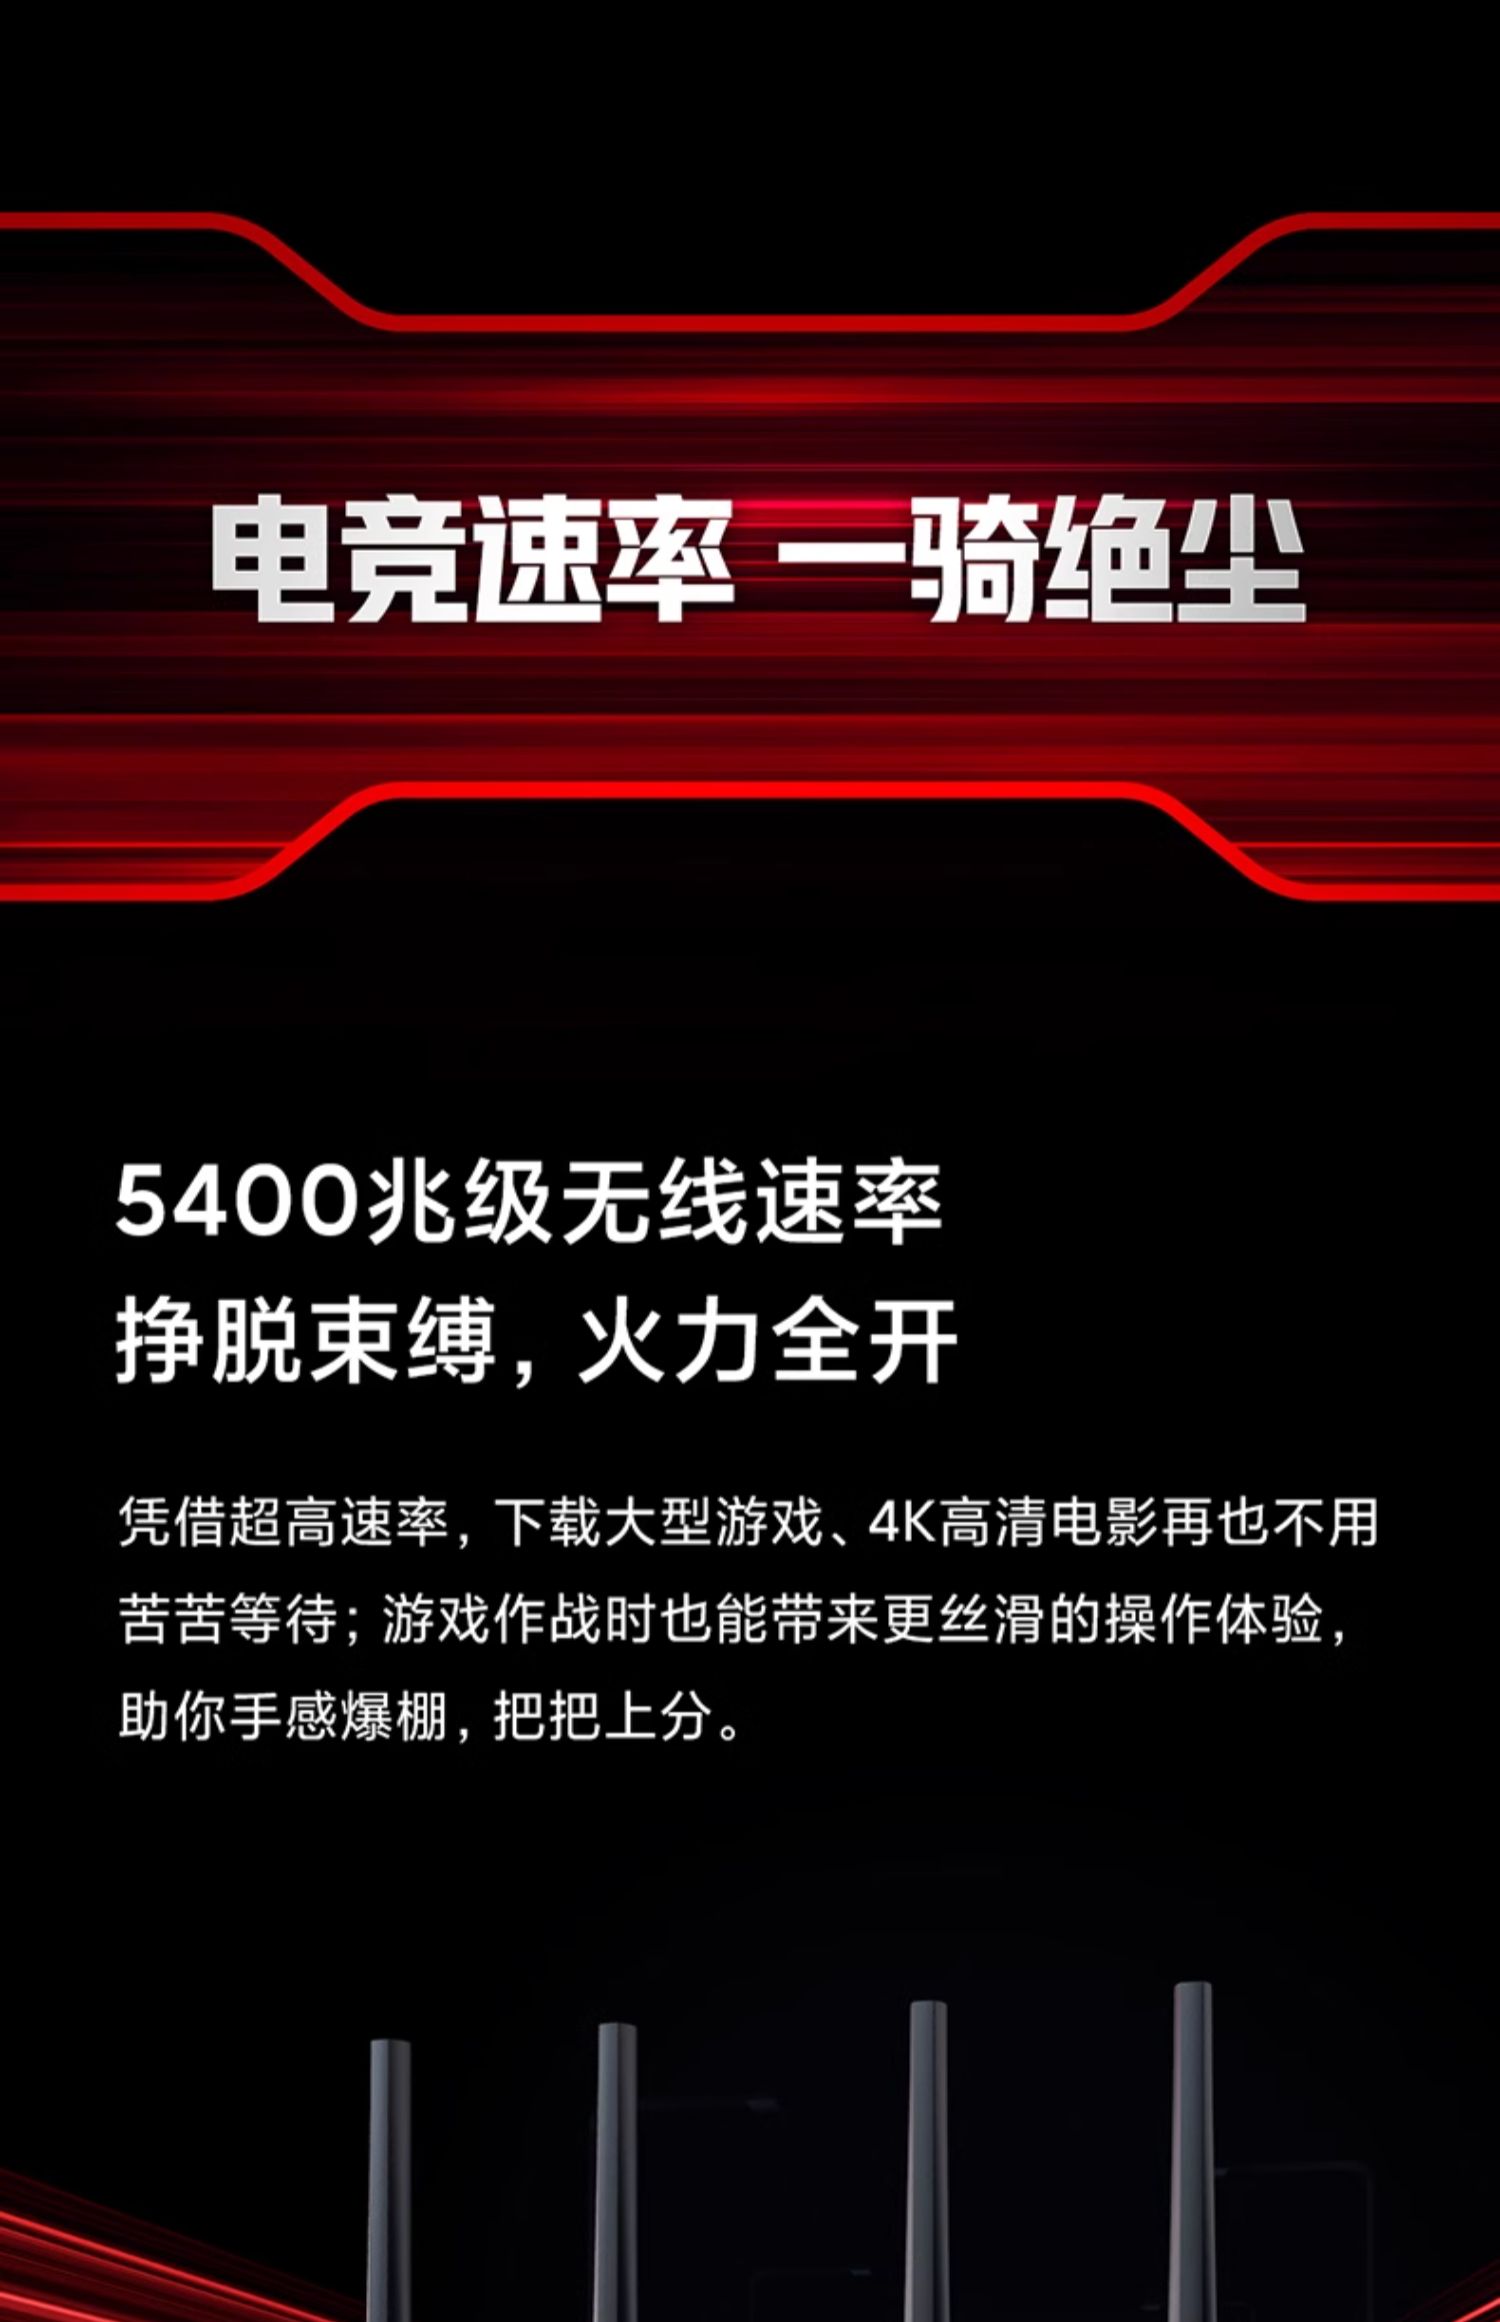 电竞速率 一骑绝尘
5400兆级无线速率
挣脱束缚，火力全开
凭借超高速率，下载大型游戏、4K高清电影再也不用
苦苦等待；游戏作战时也能带来更丝滑的操作体验，
助你手感爆棚，把把上分。